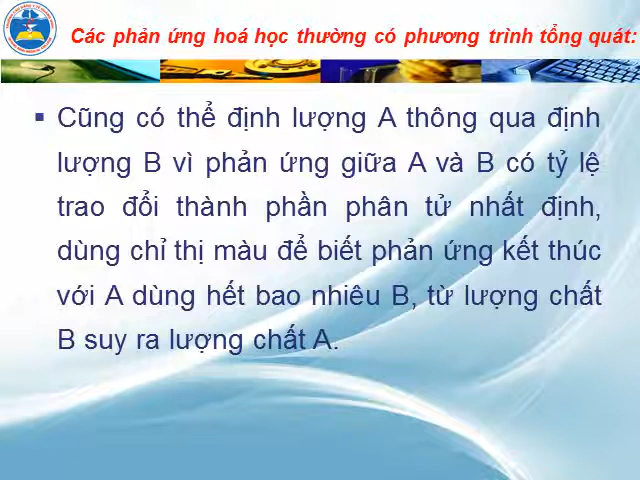 Các phản ứng hoá học thường có phương trình tổng quát:
Cũng có thể định lượng A thông qua định
lượng B vì phản ứng giữa A và B có tỷ lệ
trao đổi thành phần phân tử nhất định,
dùng chỉ thị màu để biết phản ứng kết thúc
với A dùng hết bao nhiêu B, từ lượng chất
B suy ra lượng chất A.